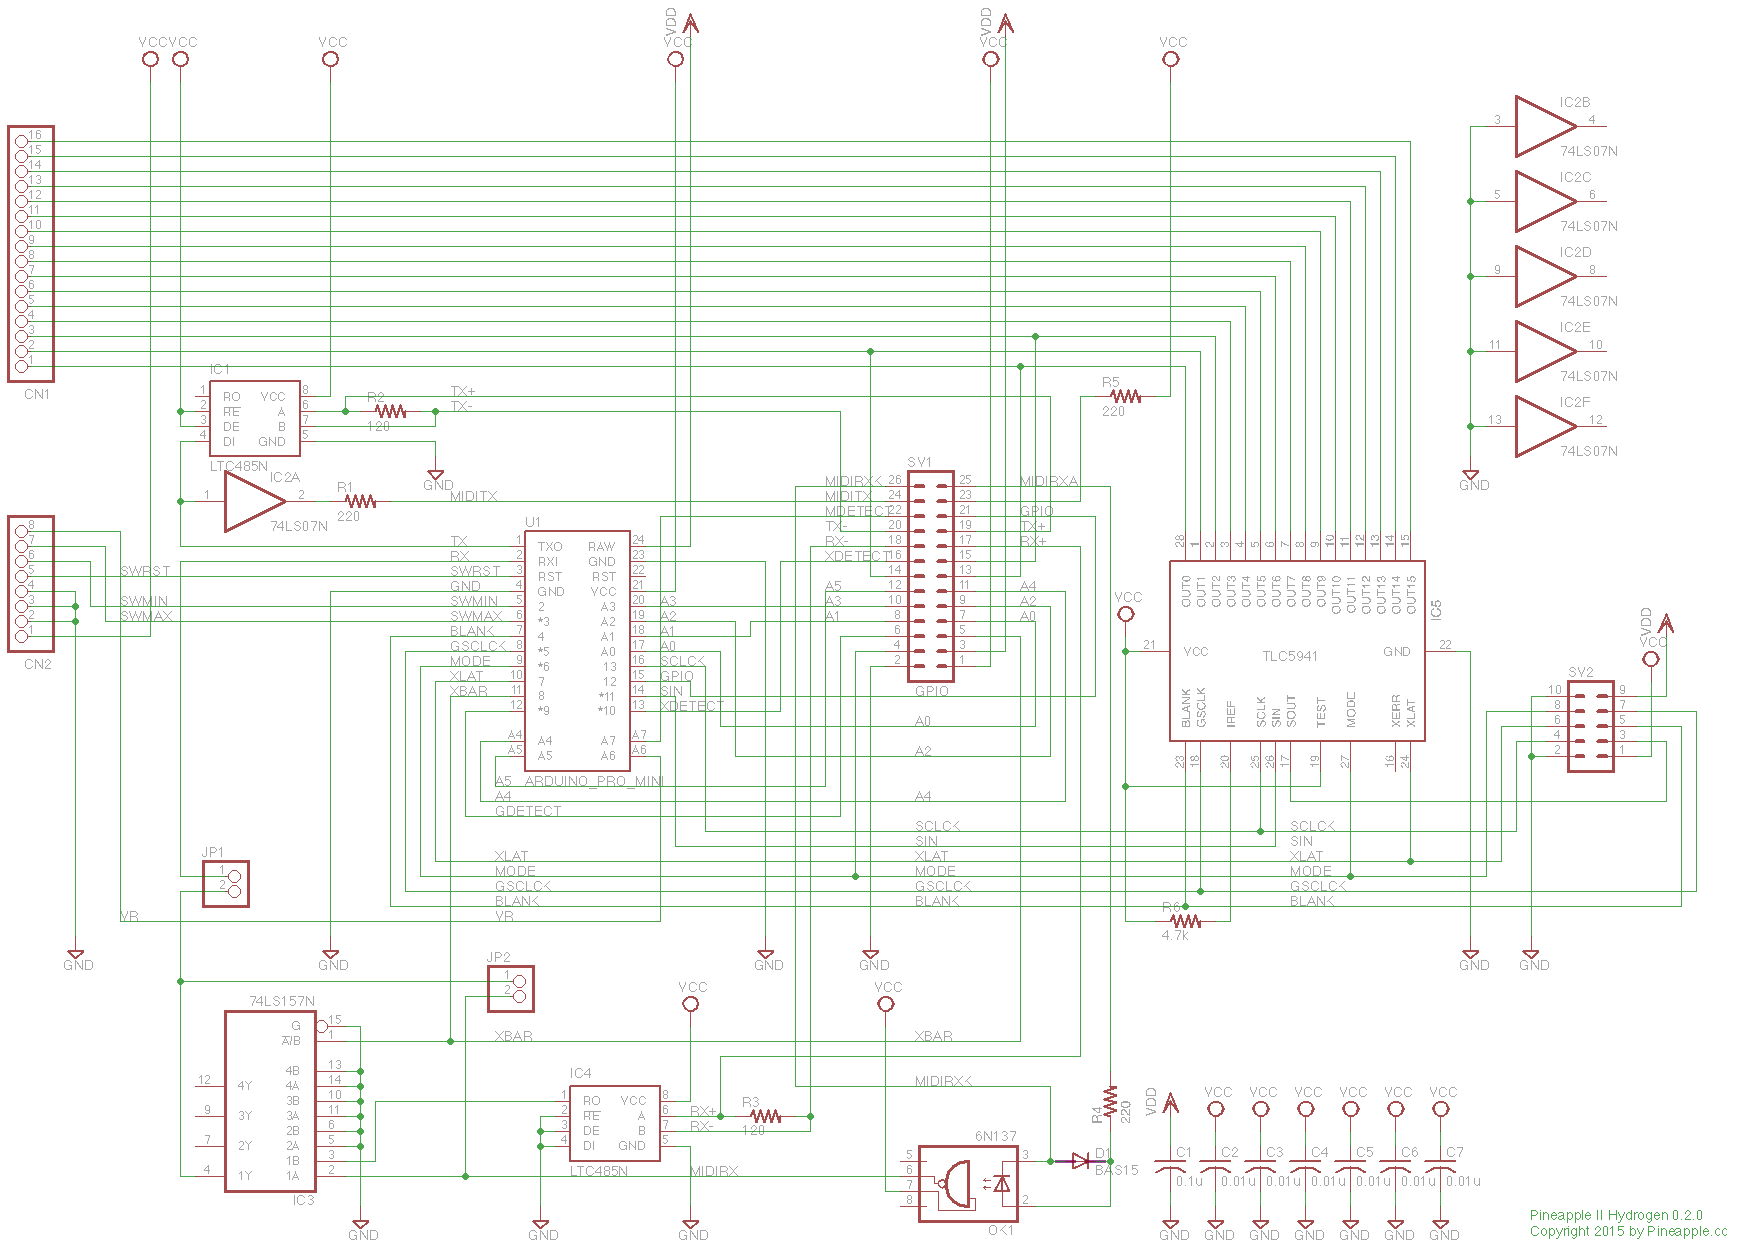 VDD
VDD
VCC VCC
VCC
VCC
VCC
VCC
IC2B
3
4
74LS07N
IC2C
5
6
74LS07N
IC2D
9
8
74LS07N
IC2E
11
10
74LS07N
IC2F
13
12
74LS07N
GND
16
15
14
13
12
11
10
9
8
7
6
5
4
3
2
1
CN1
IC1
1 RO VCC 8
2 RE A 6
3 DE B 7
4 DI GND 5
LTC485N
R2
120
TX+
TX-
GND
IC2A
1
2
74LS07N
R1
220
MIDITX
R5
220
8
7
6
5
4
3
2
1
CN2
SWRST
SWMIN
SWMAX
U1
TX 1 TXO RAW 24
RX 2 RXI GND 23
SWRST 3 RST RST 22
GND 4 GND VCC 21
SWMIN 5 2 A3 20 A3
SWMAX 6 *3 A2 19 A2
BLANK 7 4 A1 18 A1
GSCLCK 8 *5 A0 17 A0
MODE 9 *6 13 16 SCLCK
XLAT 10 7 12 15 GPIO
XBAR 11 8 *11 14 SIN
12 *9 *10 13 XDETECT
A4 A4 A7 A7
A5 A5 A6 A6
ARDUINO_PRO_MINI
A5
A4
GDETECT
SV1
MIDIRXK 26 25 MIDIRXA
MIDITX 24 23
MDETECT 22 21 GPIO
TX- 20 19 TX+
RX- 18 17 RX+
XDETECT 16 15
14 13
A5 12 11 A4
A3 10 9 A2
A1 8 7 A0
6 5
4 3
2 1
GPIO
A0
A2
A4
28 1 2 3 4 5 6 7 8 9 10 11 12 13 14 15
OUT0 OUT1 OUT2 OUT3 OUT4 OUT5 OUT6 OUT7 OUT8 OUT9 OUT10 OUT11 OUT12 OUT13 OUT14 OUT15
IC5
VCC
21 VCC
TLC5941
GND 22
BLANK GSCLK IREF SCLK SIN SOUT TEST MODE XERR XLAT
23 18 20 25 26 17 19 27 16 24
VDD
VCC
SV2
10 9
8 7
6 5
4 3
2 1
SCLCK SCLCK
SIN SIN
XLAT XLAT XLAT
MODE MODE MODE
GSCLCK GSCLCK GSCLCK
BLANK BLANK BLANK
VR VR
R6
4.7k
JP1
1
2
GND
GND
GND
GND
GND
GND
JP2
1
2
74LS157N
G 15
A/B 1
4B 13
12 4Y 4A 14
3B 10
9 3Y 3A 11
2B 6
7 2Y 2A 5
1B 3
4 1Y 1A 2
IC3
GND
XBAR
XBAR
VCC
VCC
IC4
1 RO VCC 8
2 RE A 6
3 DE B 7
4 DI GND 5
LTC485N
RX+
RX-
R3
120
GND
GND
MIDIRX
MIDIRXK
6N137
5
6
7
8
3
2
OK1
D1
BAS15
R4
220
VDD
VCC
VCC
VCC
VCC
VCC
VCC
C1
0.1u
C2
0.01u
C3
0.01u
C4
0.01u
C5
0.01u
C6
0.01u
C7
0.01u
GND
GND
GND
GND
GND
GND
GND
Pineapple II Hydrogen 0.2.0
Copyright 2015 by Pineapple.cc